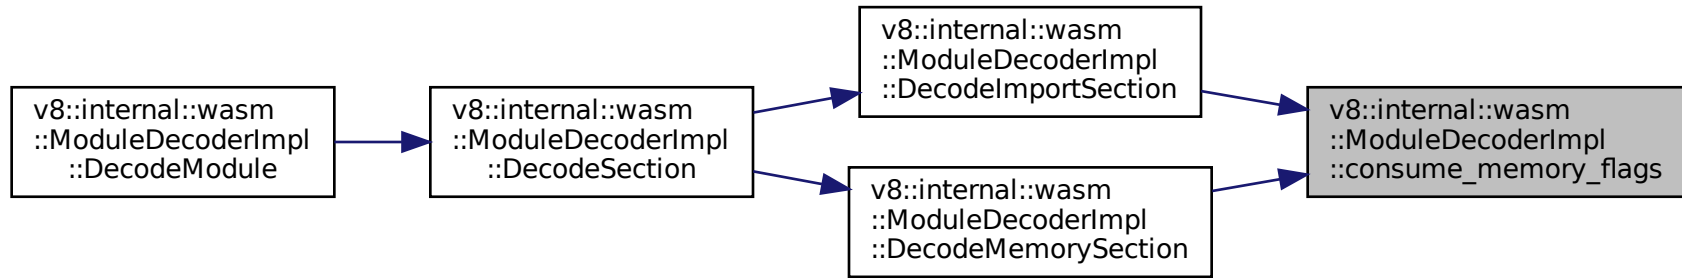 v8::internal::wasm
::ModuleDecoderImpl
::DecodeModule
v8::internal::wasm
::ModuleDecoderImpl
::DecodeSection
v8::internal::wasm
::ModuleDecoderImpl
::DecodeImportSection
v8::internal::wasm
::ModuleDecoderImpl
::DecodeMemorySection
v8::internal::wasm
::ModuleDecoderImpl
::consume_memory_flags